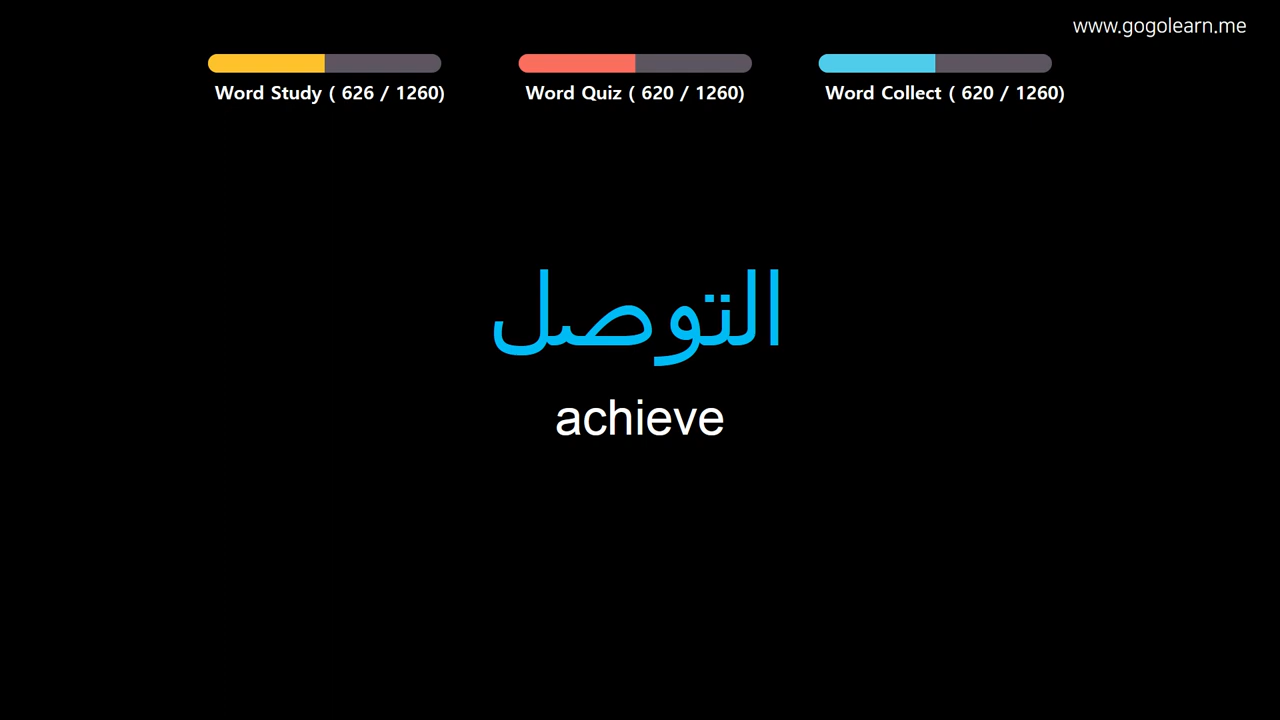 www.gogolearn.me
Word Study ( 626 / 1260)
Word Quiz ( 620 / 1260)
Word Collect ( 620 / 1260)
التوصل
achieve